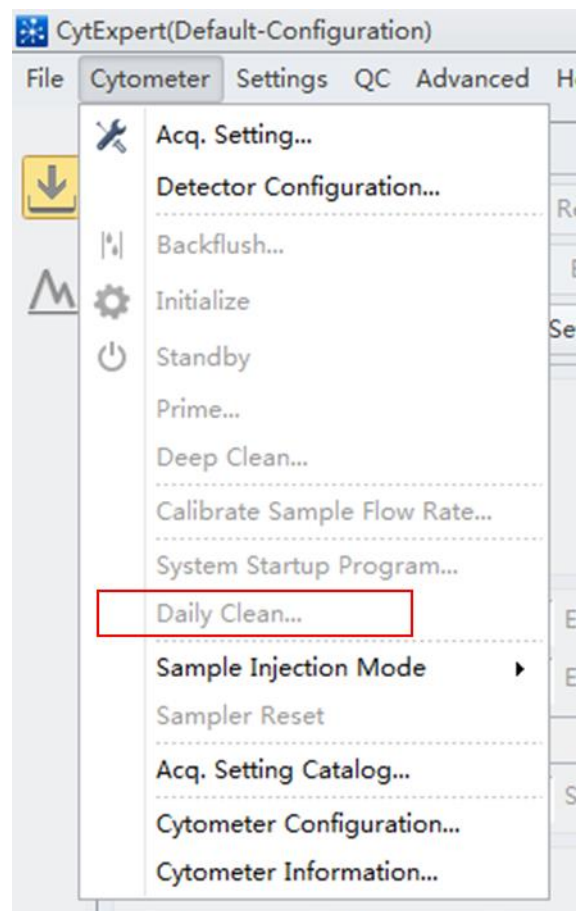 CytExpert(Default-Configuration)
File Cytometer Settings QC Advanced
Acq. Setting...
Detector Configuration...
Backflush...
Initialize
Standby
Prime...
Deep Clean...
Calibrate Sample Flow Rate...
System Startup Program...
Daily Clean...
Sample Injection Mode
Sampler Reset
Acq. Setting Catalog...
Cytometer Configuration...
Cytometer Information...